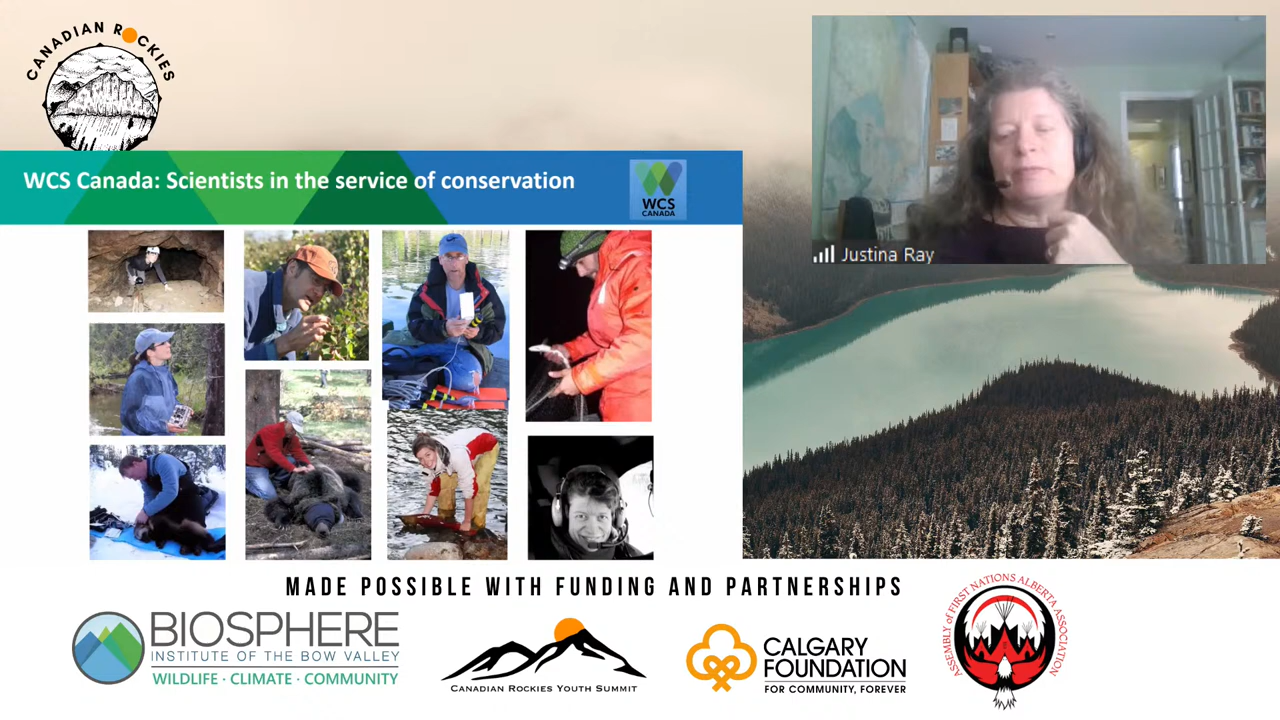 CANADIAN ROCKIES
WCS Canada: Scientists in the service of conservation
WCS
CANADA
Justina Ray
MADE POSSIBLE WITH FUNDING AND PARTNERSHIPS
BIOSPHERE
INSTITUTE OF THE BOW VALLEY
WILDLIFE · CLIMATE · COMMUNITY
CANADIAN ROCKIES YOUTH SUMMIT
CALGARY
FOUNDATION
FOR COMMUNITY, FOREVER
ASSEMBLY of FIRST NATIONS ALBERTA ASSOCIATION